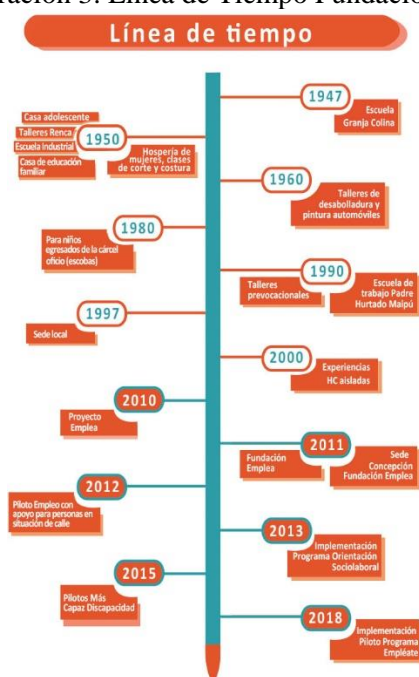 ración 3: Línea de Tiempo Fundació
Línea de tiempo
1947
Escuela
Granja Colina
Casa adolescente
Talleres Renca
Escuela Industrial
Casa de educación
familiar
1950
Hospería de
mujeres, clases
de corte y costura
1960
Talleres de
desabolladura y
pintura automóviles
1980
Para niños
egresados de la cárcel
oficio (escobas)
1990
Talleres
prevocacionales
Escuela de
trabajo Padre
Hurtado Maipú
1997
Sede local
2000
Experiencias
HC aisladas
2010
Proyecto
Emplea
2011
Fundación
Emplea
Sede
Concepción
Fundación Emplea
2012
Piloto Empleo con
apoyo para personas en
situación de calle
2013
Implementación
Programa Orientación
Sociolaboral
2015
Pilotos Más
Capaz Discapacidad
2018
Implementación
Piloto Programa
Empléate